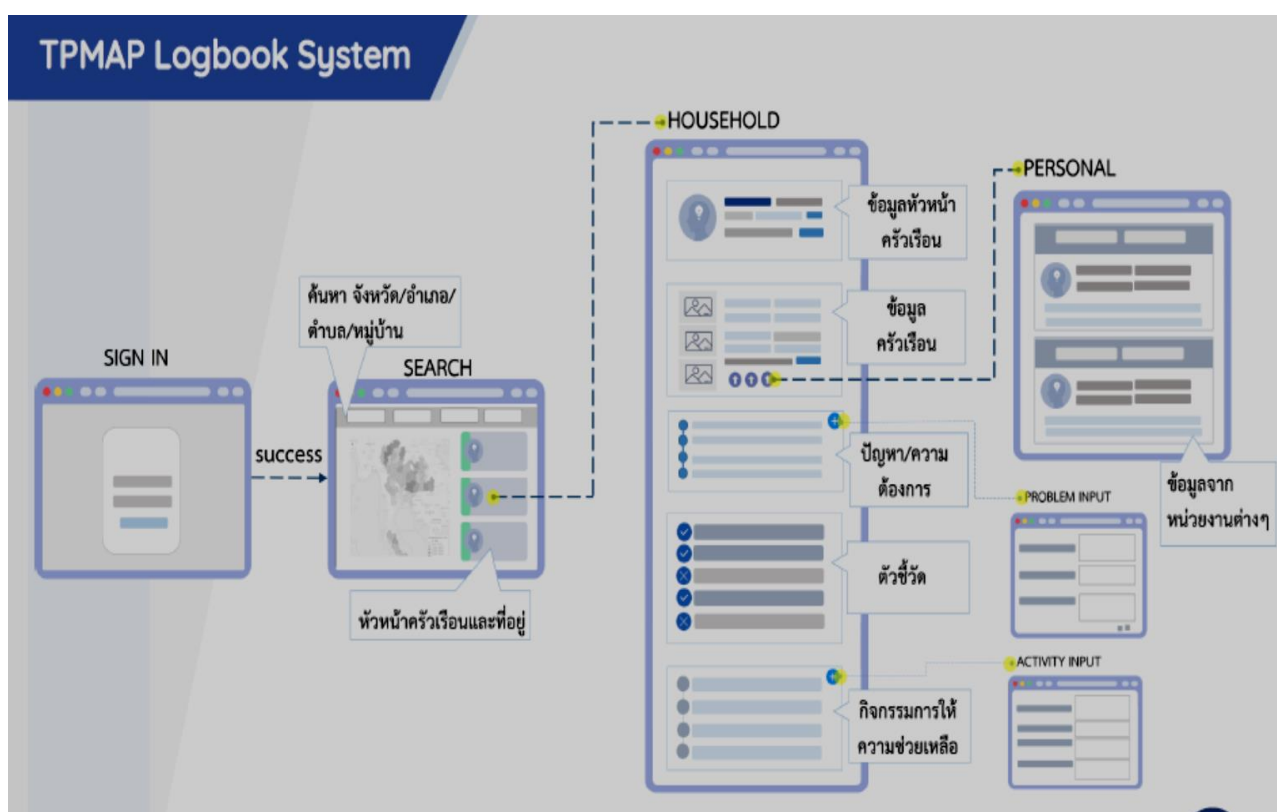 TPMAP Logbook System
HOUSEHOLD
PERSONAL
ข้อมูลหัวหน้า
ครัวเรือน
ค้นหา จังหวัด/อำเภอ/
ตำบล/หมู่บ้าน
ข้อมูล
ครัวเรือน
SIGN IN
SEARCH
success
ปัญหา/ความ
ต้องการ
ข้อมูลจาก
หน่วยงานต่างๆ
PROBLEM INPUT
หัวหน้าครัวเรือนและที่อยู่
ตัวชี้วัด
ACTIVITY INPUT
กิจกรรมการให้
ความช่วยเหลือ